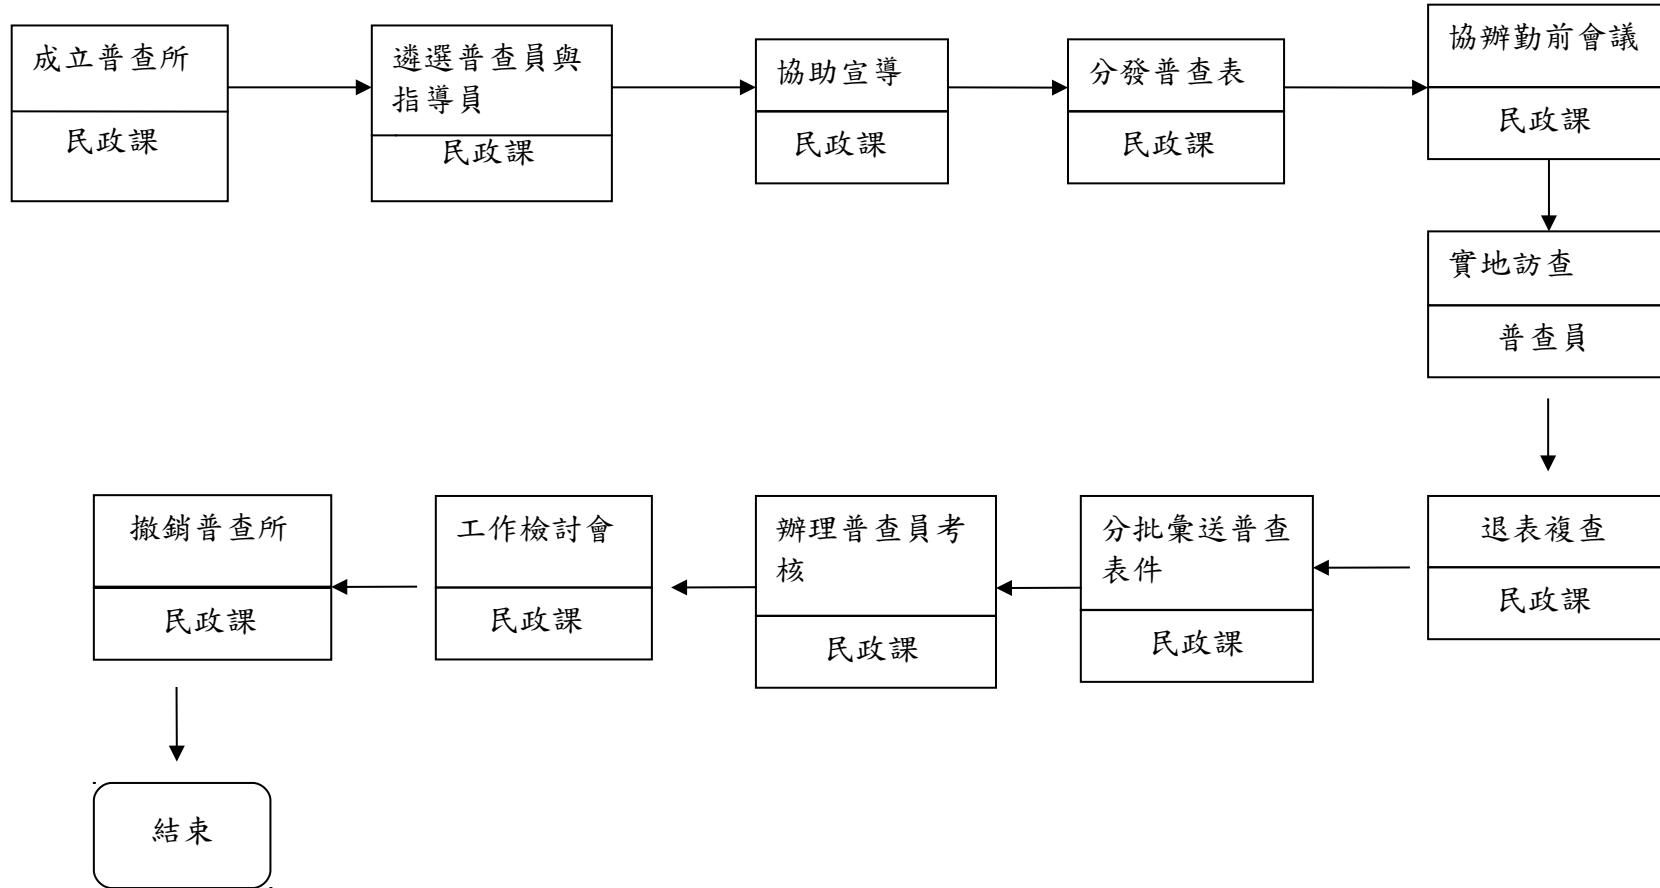 成立普查所
民政課
遴選普查員與
指導員
民政課
協助宣導
民政課
分發普查表
民政課
協辦勤前會議
民政課
實地訪查
普查員
退表複查
民政課
分批彙送普查
表件
民政課
辦理普查員考
核
民政課
工作檢討會
民政課
撤銷普查所
民政課
結束